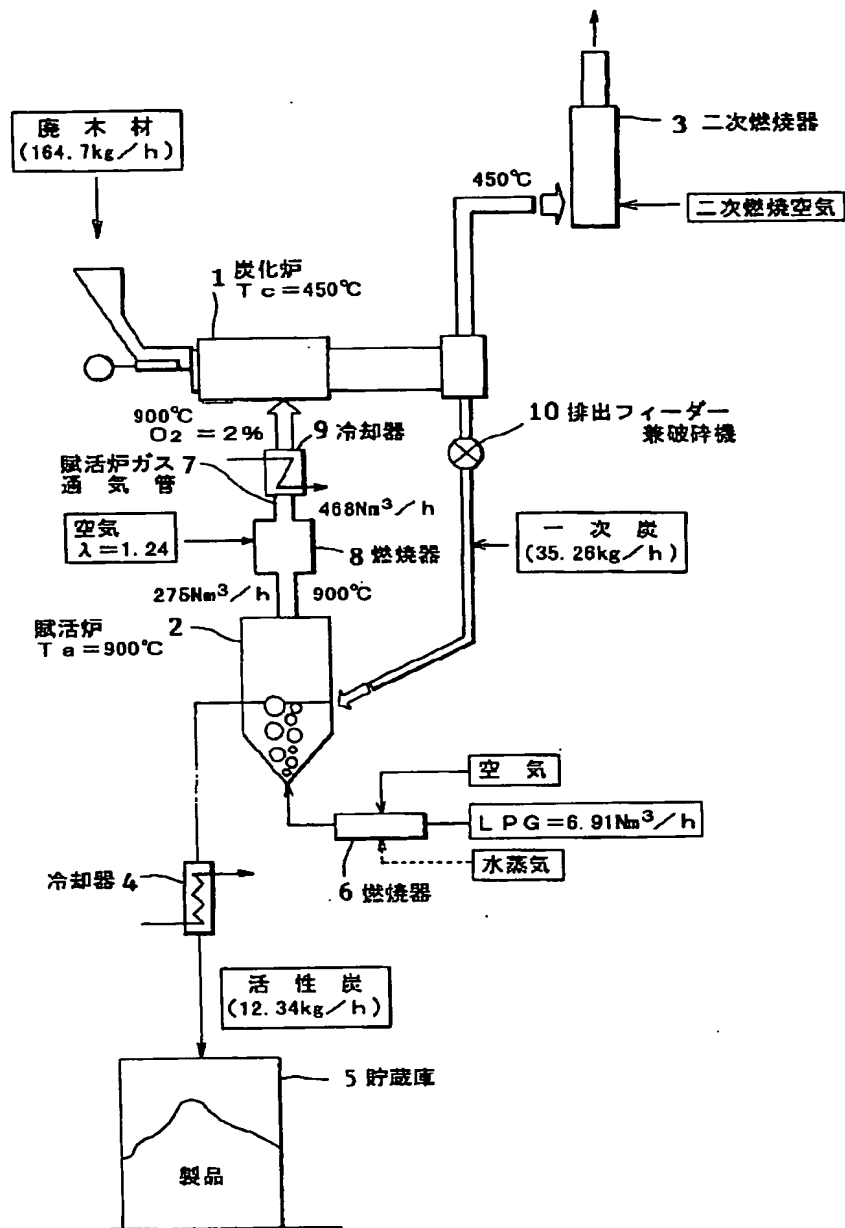 3 二次燃焼器
廃木材
(164.7kg/h)
450℃
二次燃焼空気
1 炭化炉
Tc=450℃
900℃
O2=2%
9 冷却器
10 排出フィーダー
兼破砕機
賦活炉ガス 7
通気管
468Nm³/h
空気
λ=1.24
8 燃焼器
一次炭
(35.26kg/h)
275Nm³/h
900℃
賦活炉 2
Ta=900℃
空気
LPG=6.91Nm³/h
水蒸気
6 燃焼器
冷却器 4
活性炭
(12.34kg/h)
5 貯蔵庫
製品